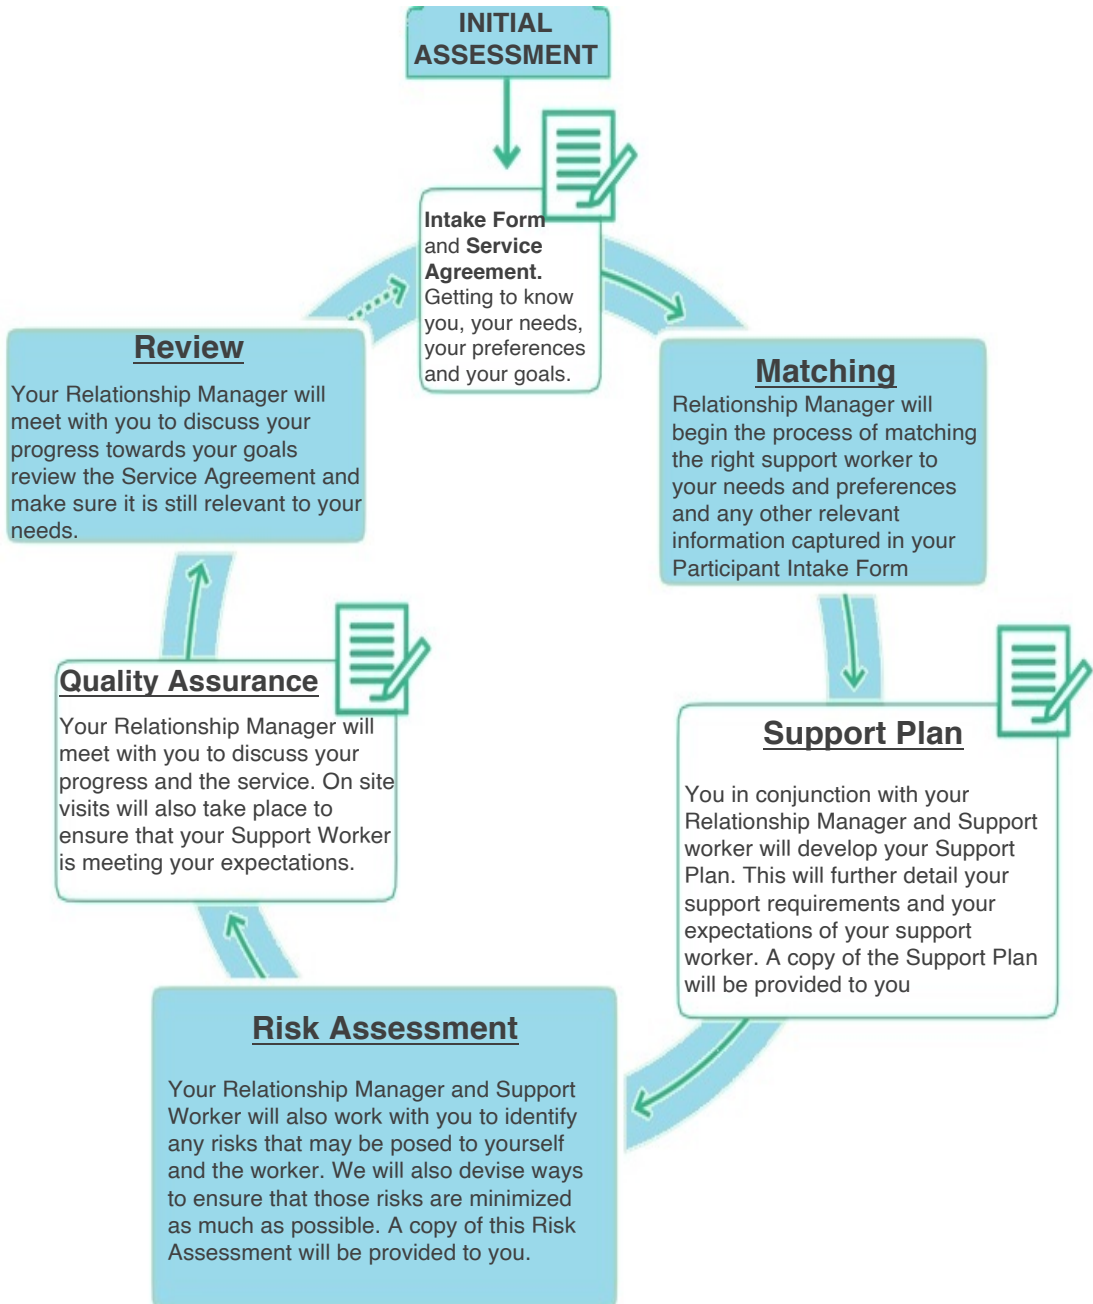 INITIAL
ASSESSMENT
Intake Form
and Service
Agreement.
Getting to know
you, your needs,
your preferences
and your goals.
Matching
Relationship Manager will
begin the process of matching
the right support worker to
your needs and preferences
and any other relevant
information captured in your
Participant Intake Form
Support Plan
You in conjunction with your
Relationship Manager and Support
worker will develop your Support
Plan. This will further detail your
support requirements and your
expectations of your support
worker. A copy of the Support Plan
will be provided to you
Risk Assessment
Your Relationship Manager and Support
Worker will also work with you to identify
any risks that may be posed to yourself
and the worker. We will also devise ways
to ensure that those risks are minimized
as much as possible. A copy of this Risk
Assessment will be provided to you.
Quality Assurance
Your Relationship Manager will
meet with you to discuss your
progress and the service. On site
visits will also take place to
ensure that your Support Worker
is meeting your expectations.
Review
Your Relationship Manager will
meet with you to discuss your
progress towards your goals
review the Service Agreement and
make sure it is still relevant to your
needs.